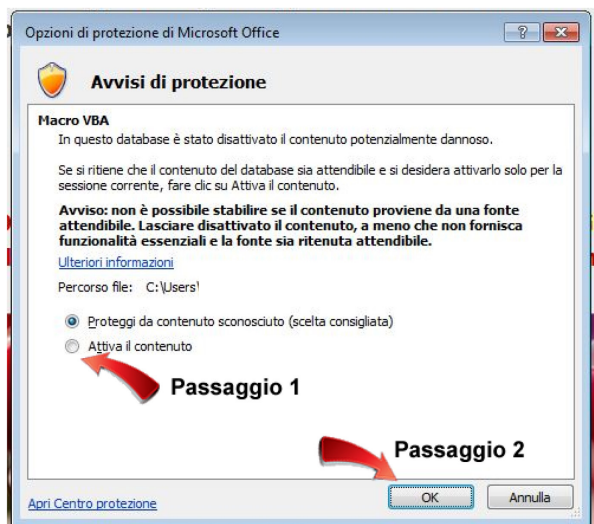 Opzioni di protezione di Microsoft Office
Avvisi di protezione
Macro VBA
In questo database è stato disattivato il contenuto potenzialmente dannoso.
Se si ritiene che il contenuto del database sia attendibile e si desidera attivarlo solo per la
sessione corrente, fare clic su Attiva il contenuto.
Avviso: non è possibile stabilire se il contenuto proviene da una fonte
attendibile. Lasciare disattivato il contenuto, a meno che non fornisca
funzionalità essenziali e la fonte sia ritenuta attendibile.
Ulteriori informazioni
Percorso file: C:\Users\
Proteggi da contenuto sconosciuto (scelta consigliata)
Attiva il contenuto
Passaggio 1
Passaggio 2
Apri Centro protezione
OK
Annulla